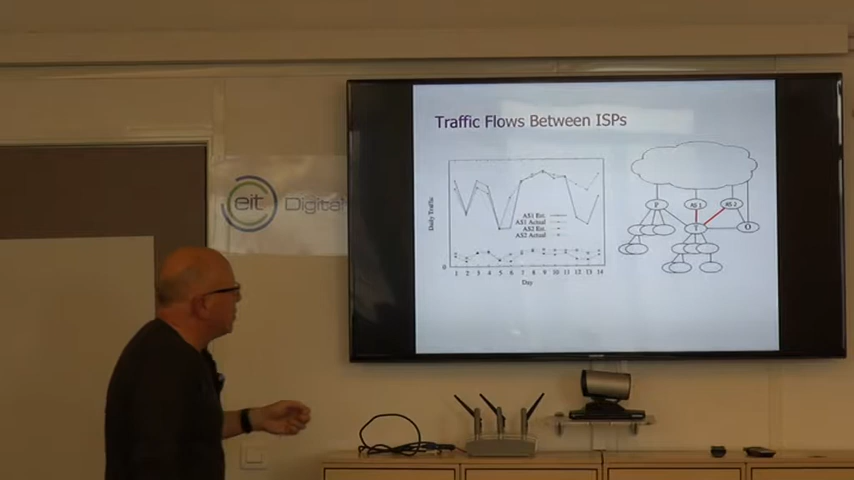 eit Digital
Traffic Flows Between ISPs
Daily Traffic
AS1 Est.
AS1 Actual
AS2 Est.
AS2 Actual
0
1 2 3 4 5 6 7 8 9 10 11 12 13 14
Day
P AS 1 AS 2
T O